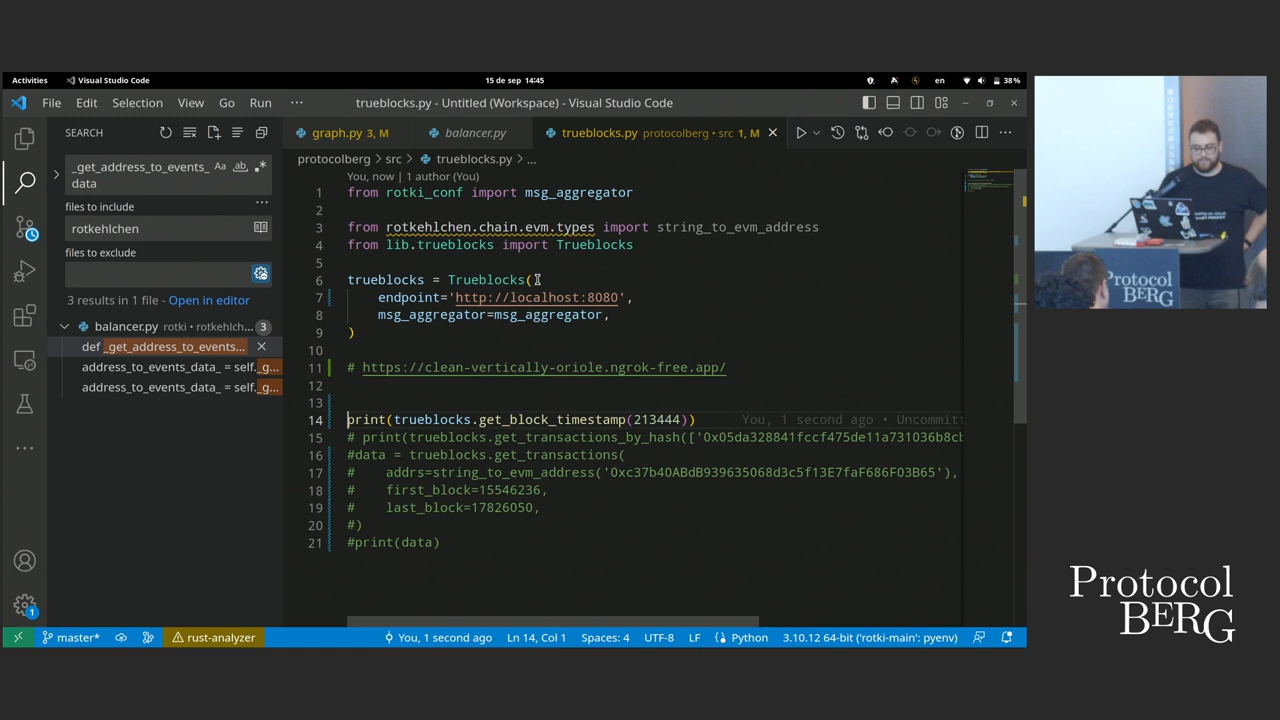 Activities
Visual Studio Code
15 de sep 14:45
en
38%
File Edit Selection View Go Run ···
trueblocks.py - Untitled (Workspace) - Visual Studio Code
SEARCH
graph.py 3, M
balancer.py
trueblocks.py protocolberg • src 1, M
_get_address_to_events_
data
Aa ab
files to include
rotkehlchen
files to exclude
3 results in 1 file - Open in editor
balancer.py rotki • rotkehlch... 3
def _get_address_to_events...
address_to_events_data_ = self._g...
address_to_events_data_ = self._g...
protocolberg > src > trueblocks.py > ...
You, now | 1 author (You)
1 from rotki_conf import msg_aggregator
2
3 from rotkehlchen.chain.evm.types import string_to_evm_address
4 from lib.trueblocks import Trueblocks
5
6 trueblocks = Trueblocks(
7 endpoint='http://localhost:8080',
8 msg_aggregator=msg_aggregator,
9 )
10
11 # https://clean-vertically-oriole.ngrok-free.app/
12
13
14 print(trueblocks.get_block_timestamp(213444)) You, 1 second ago • Uncommitt
15 # print(trueblocks.get_transactions_by_hash(['0x05da328841fccf475de11a731036b8cb
16 #data = trueblocks.get_transactions(
17 # addrs=string_to_evm_address('0xc37b40ABdB939635068d3c5f13E7faF686F03B65'),
18 # first_block=15546236,
19 # last_block=17826050,
20 #)
21 #print(data)
1
master*
rust-analyzer
You, 1 second ago
Ln 14, Col 1
Spaces: 4
UTF-8
LF
Python
3.10.12 64-bit ('rotki-main': pyenv)
Protocol
BERG
Protocol
BERG